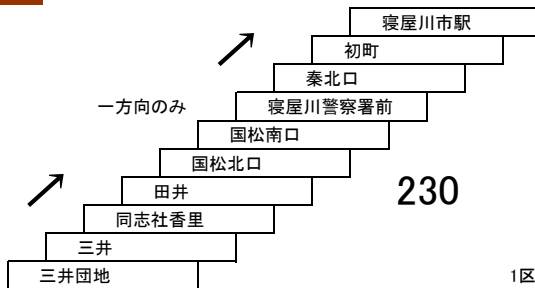 寝屋川市駅
初町
秦北口
一方向のみ
寝屋川警察署前
国松南口
国松北口
田井
230
同志社香里
三井
三井団地
1区